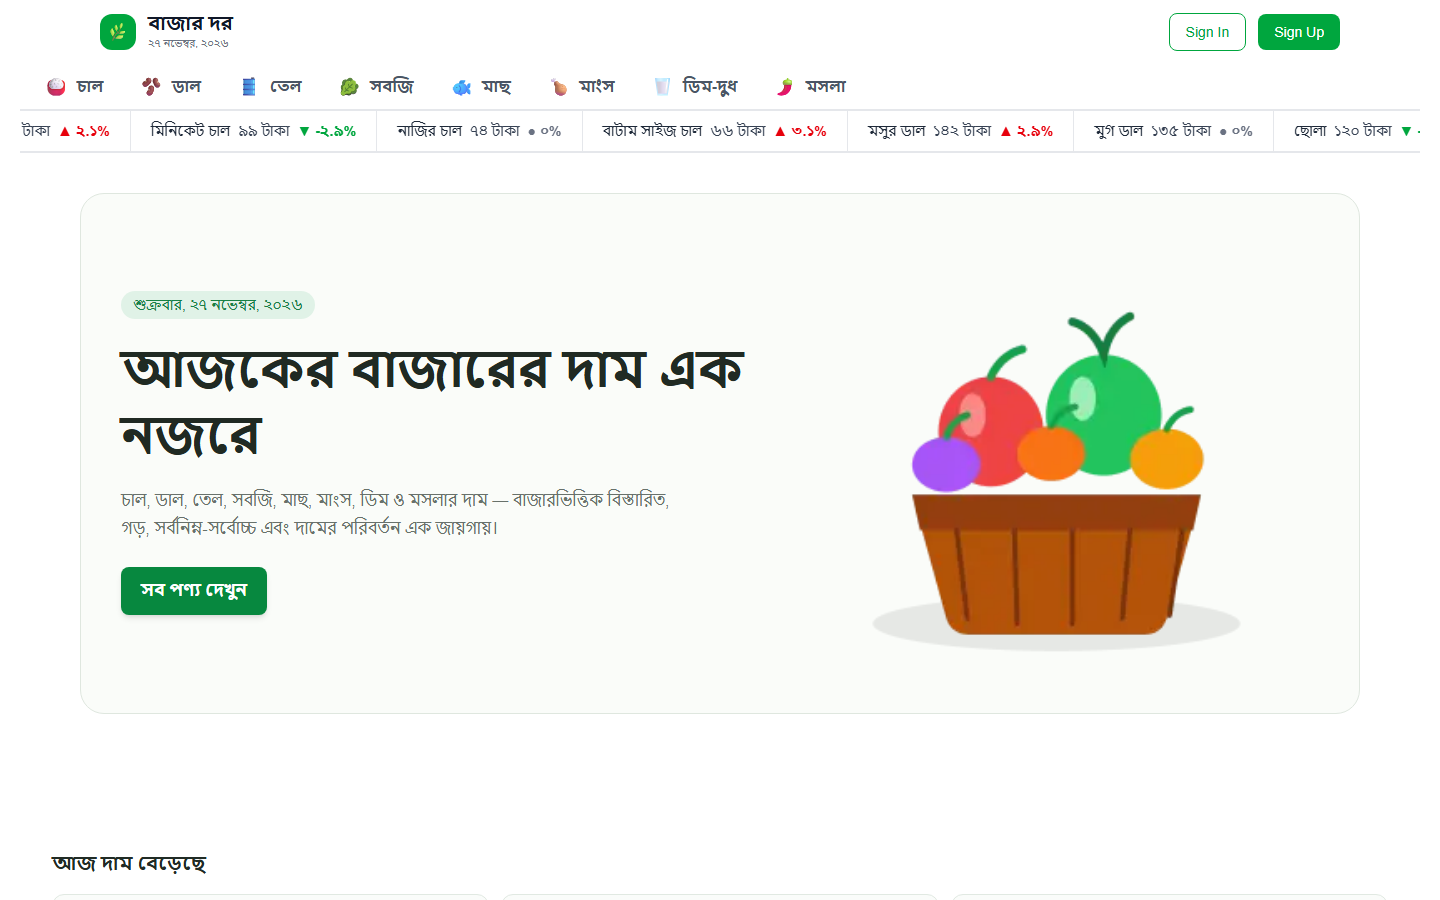 বাজার দর
২৭ নভেম্বর, ২০২৬
Sign In
Sign Up
চাল ডাল তেল সবজি মাছ মাংস ডিম-দুধ মসলা
টাকা ▲ ২.১% মিনিকেট চাল ৯৯ টাকা ▼ -২.৯% নাজির চাল ৭৪ টাকা ● ০% বাটাম সাইজ চাল ৬৬ টাকা ▲ ৩.১% মসুর ডাল ১৪২ টাকা ▲ ২.৯% মুগ ডাল ১৩৫ টাকা ● ০% ছোলা ১২০ টাকা ▼ -
শুক্রবার, ২৭ নভেম্বর, ২০২৬
আজকের বাজারের দাম এক
নজরে
চাল, ডাল, তেল, সবজি, মাছ, মাংস, ডিম ও মসলার দাম — বাজারভিত্তিক বিস্তারিত,
গড়, সর্বনিম্ন-সর্বোচ্চ এবং দামের পরিবর্তন এক জায়গায়।
সব পণ্য দেখুন
আজ দাম বেড়েছে